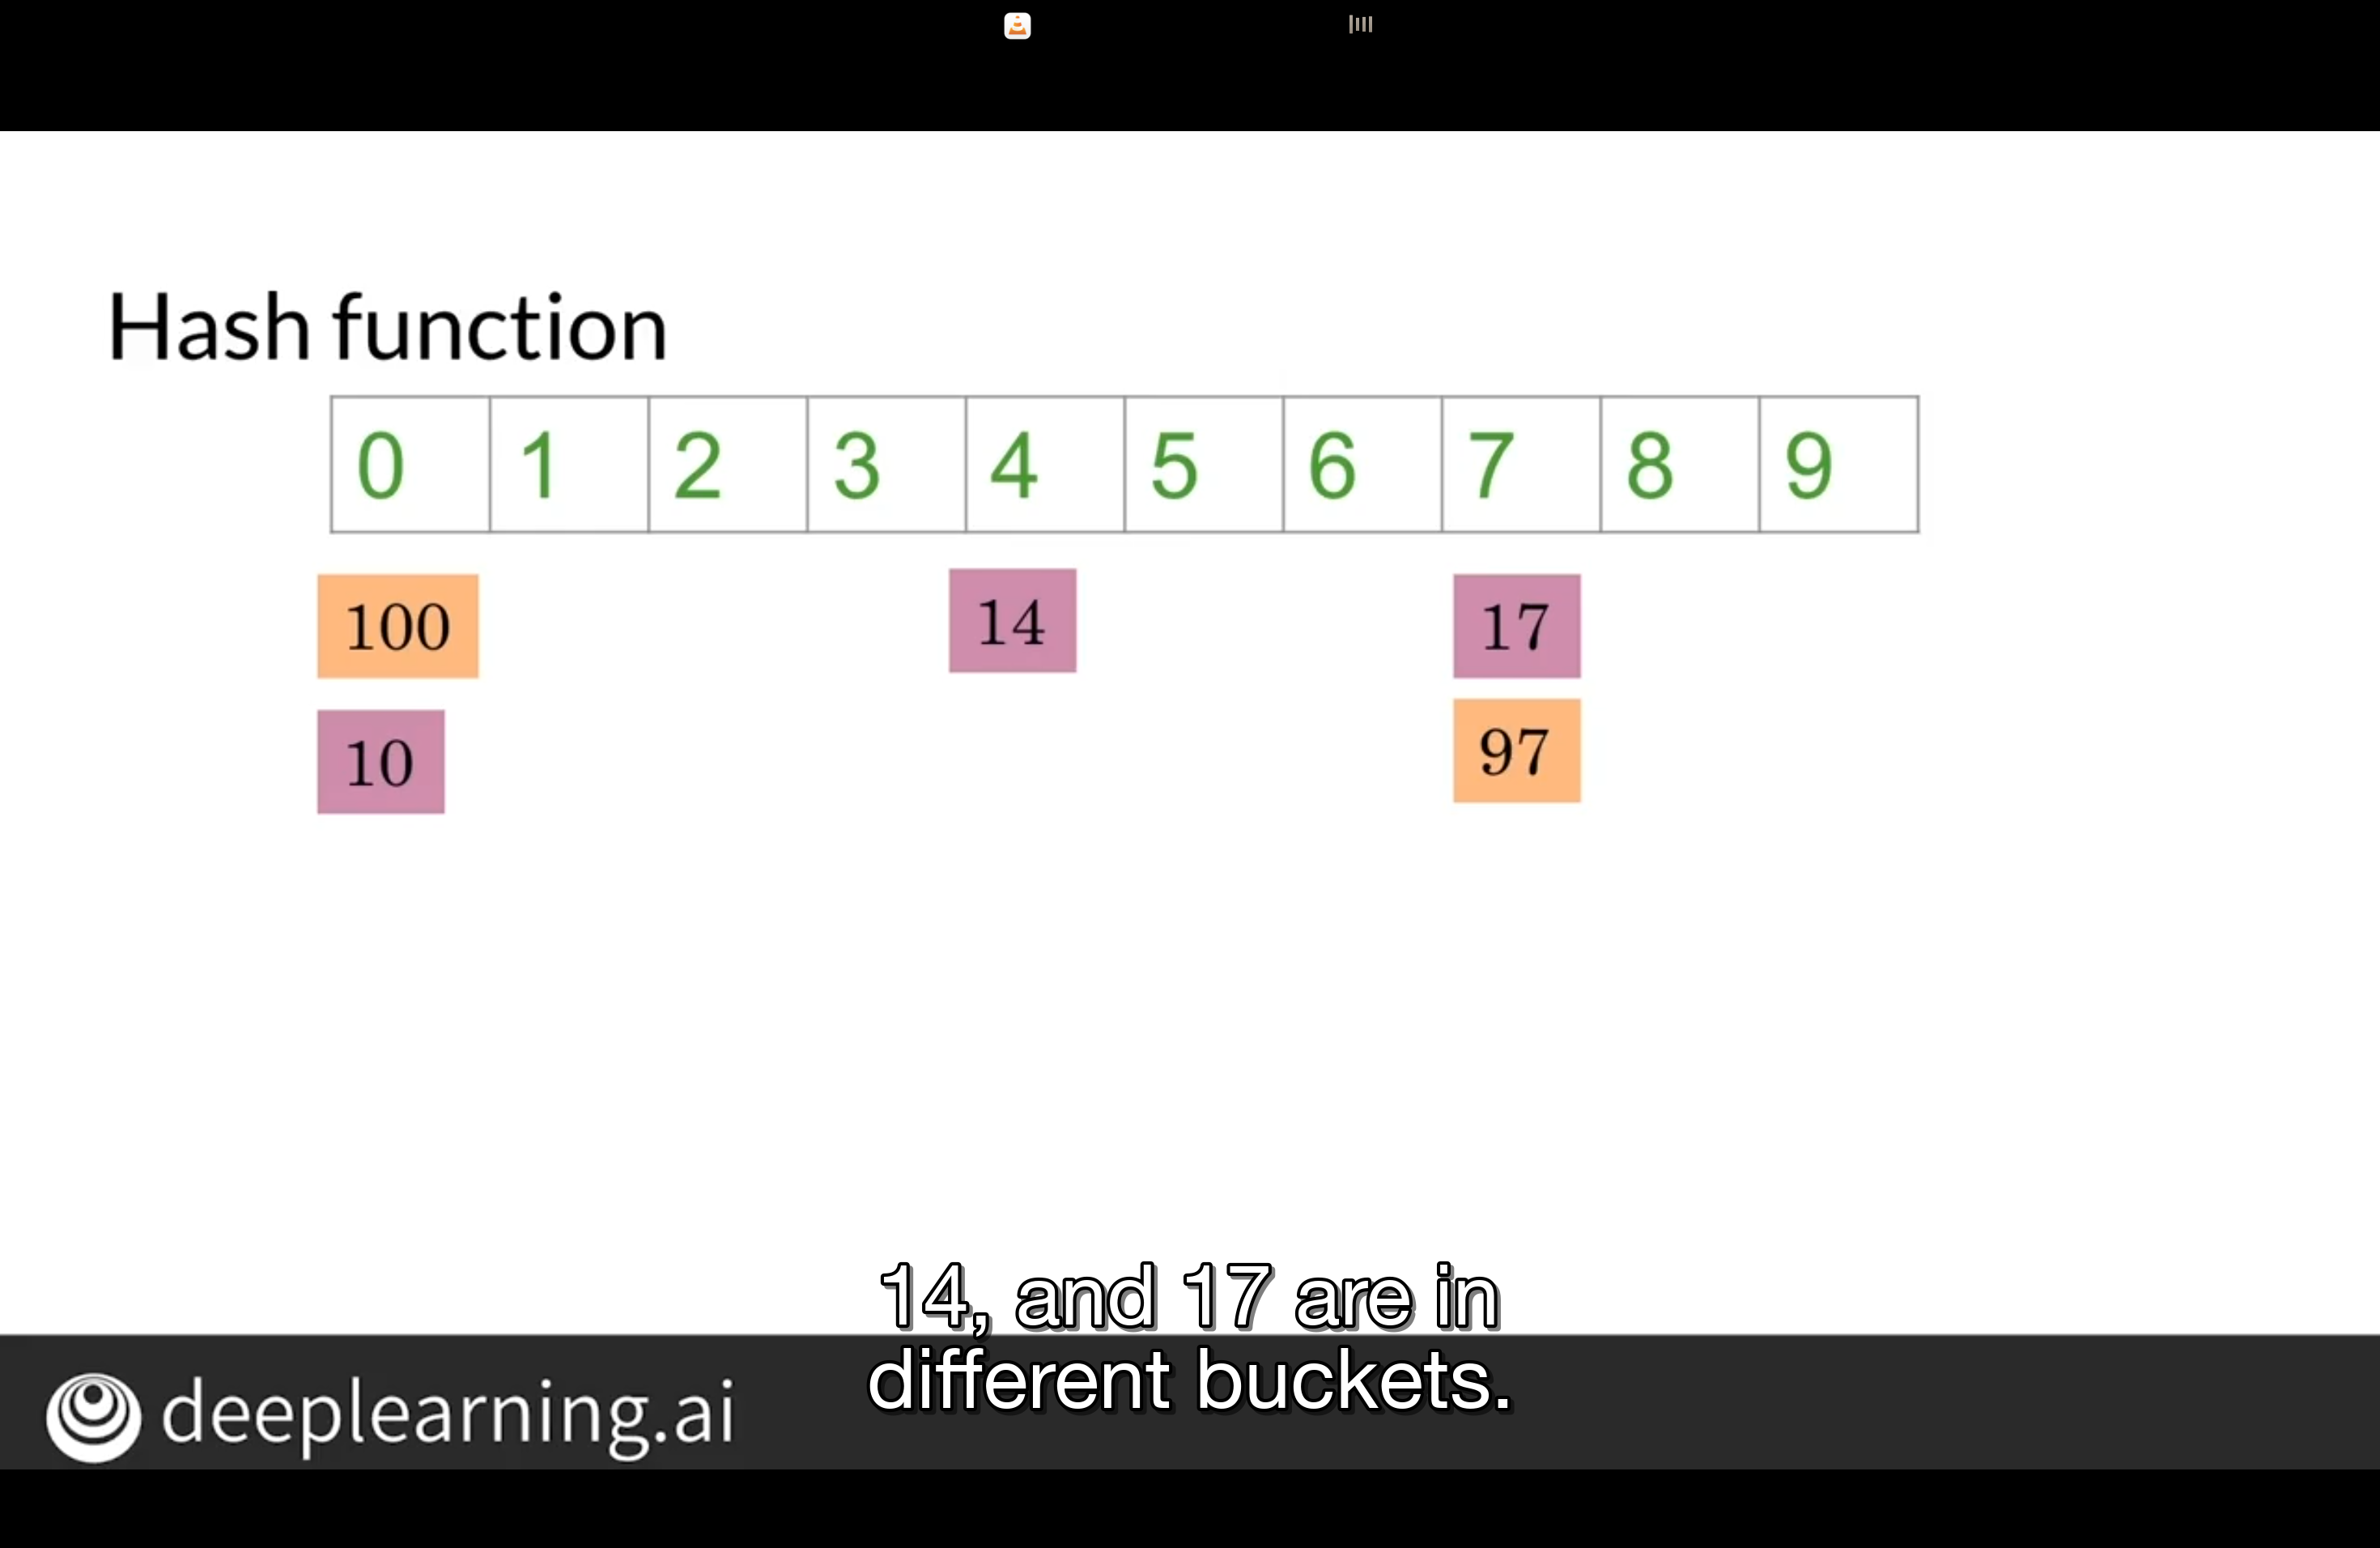 Hash function
0 1 2 3 4 5 6 7 8 9
100 14 17
10 97
14, and 17 are in
different buckets.
deeplearning.ai